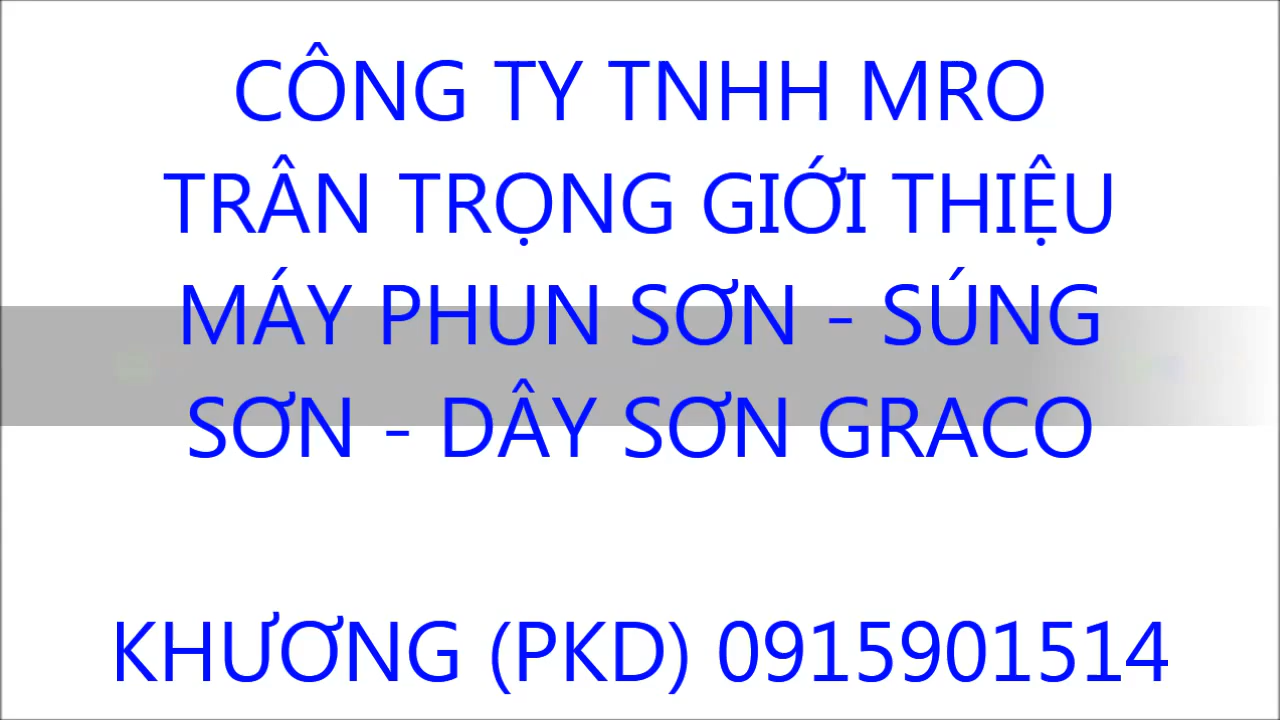 CÔNG TY TNHH MRO
TRÂN TRỌNG GIỚI THIỆU
MÁY PHUN SƠN - SÚNG
SƠN - DÂY SƠN GRACO
KHƯƠNG (PKD) 0915901514